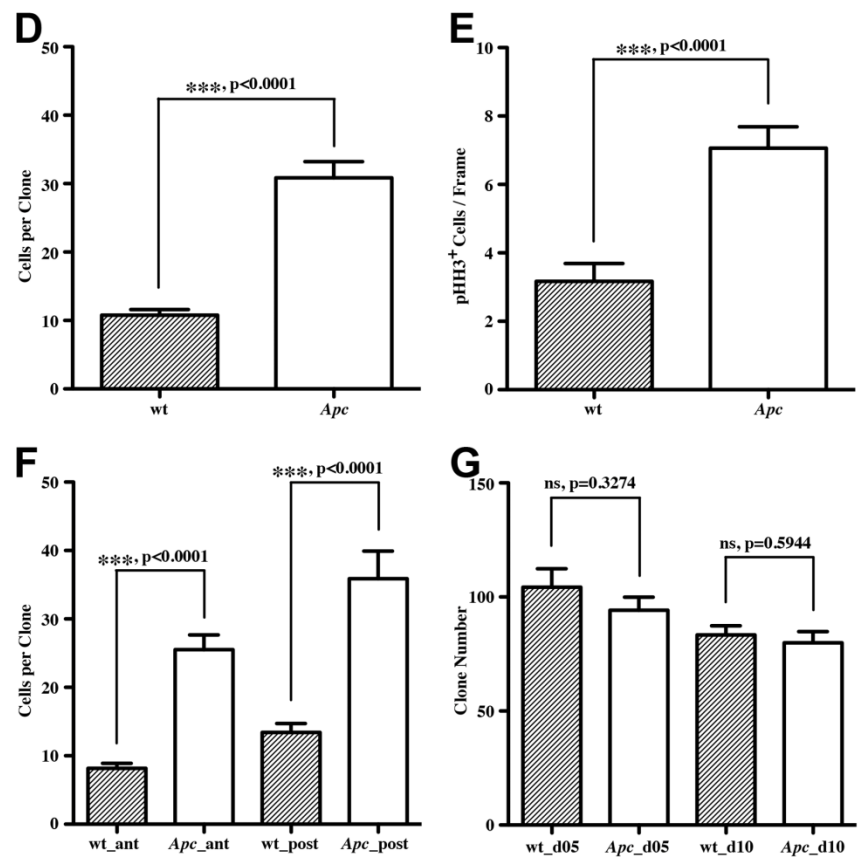 D
50
40
30
20
10
0
Cells per Clone
***, p<0.0001
wt
Apc
E
10
8
6
4
2
0
pHH3+ Cells / Frame
***, p<0.0001
wt
Apc
F
50
40
30
20
10
0
Cells per Clone
***, p<0.0001
***, p<0.0001
wt_ant
Apc_ant
wt_post
Apc_post
G
150
100
50
0
Clone Number
ns, p=0.3274
ns, p=0.5944
wt_d05
Apc_d05
wt_d10
Apc_d10